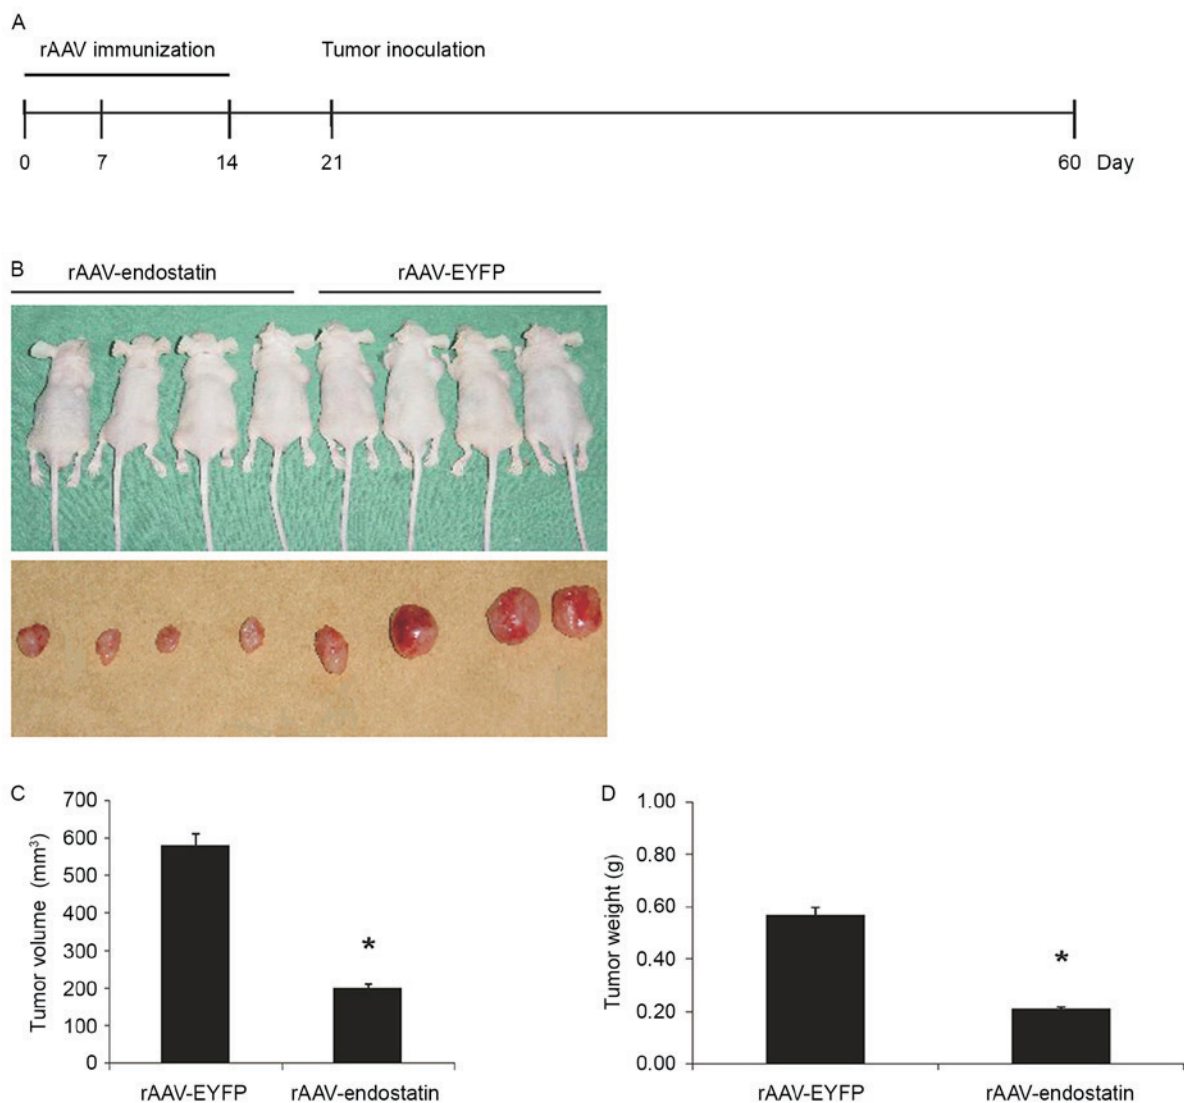 A
rAAV immunization Tumor inoculation
0 7 14 21 60 Day
B
rAAV-endostatin rAAV-EYFP
C
Tumor volume (mm³)
700
600
500
400
300
200
100
0
*
rAAV-EYFP rAAV-endostatin
D
Tumor weight (g)
1.00
0.80
0.60
0.40
0.20
0.00
*
rAAV-EYFP rAAV-endostatin